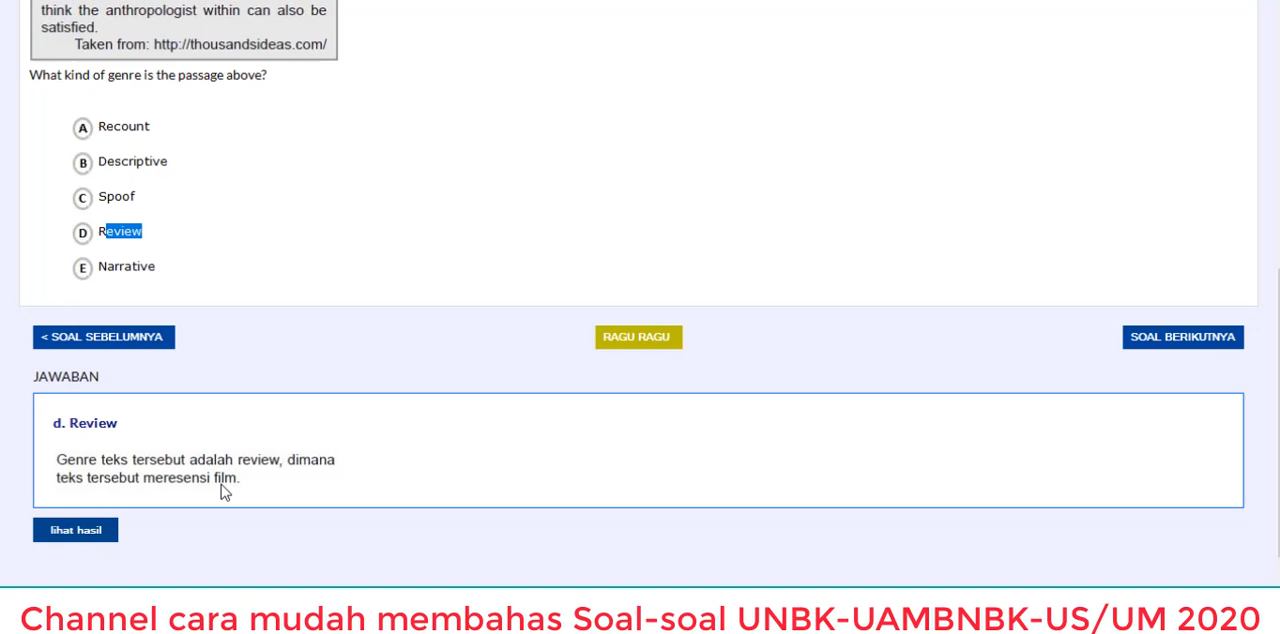 think the anthropologist within can also be
satisfied.
Taken from: http://thousandsideas.com/
What kind of genre is the passage above?
A Recount
B Descriptive
C Spoof
D Review
E Narrative
< SOAL SEBELUMNYA
RAGU RAGU
SOAL BERIKUTNYA
JAWABAN
d. Review
Genre teks tersebut adalah review, dimana
teks tersebut meresensi film.
lihat hasil
Channel cara mudah membahas Soal-soal UNBK-UAMBNBK-US/UM 2020